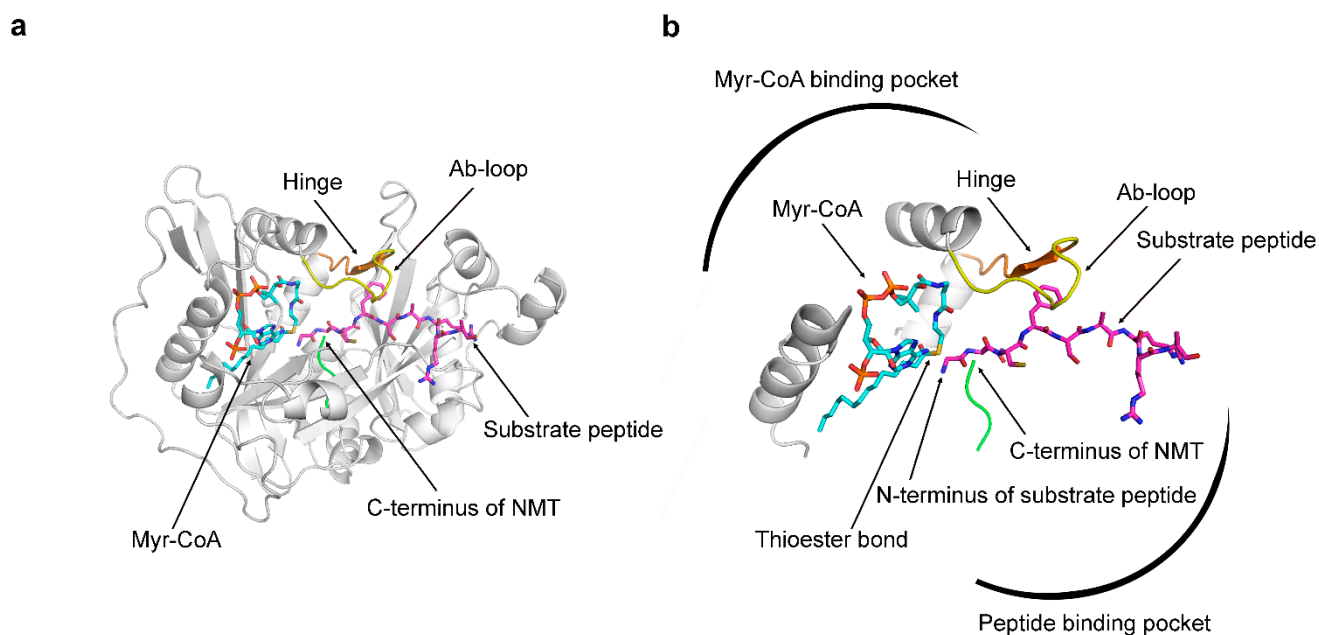 a
Hinge
Ab-loop
Substrate peptide
C-terminus of NMT
Myr-CoA
b
Myr-CoA binding pocket
Hinge
Myr-CoA
Ab-loop
Substrate peptide
C-terminus of NMT
N-terminus of substrate peptide
Thioester bond
Peptide binding pocket